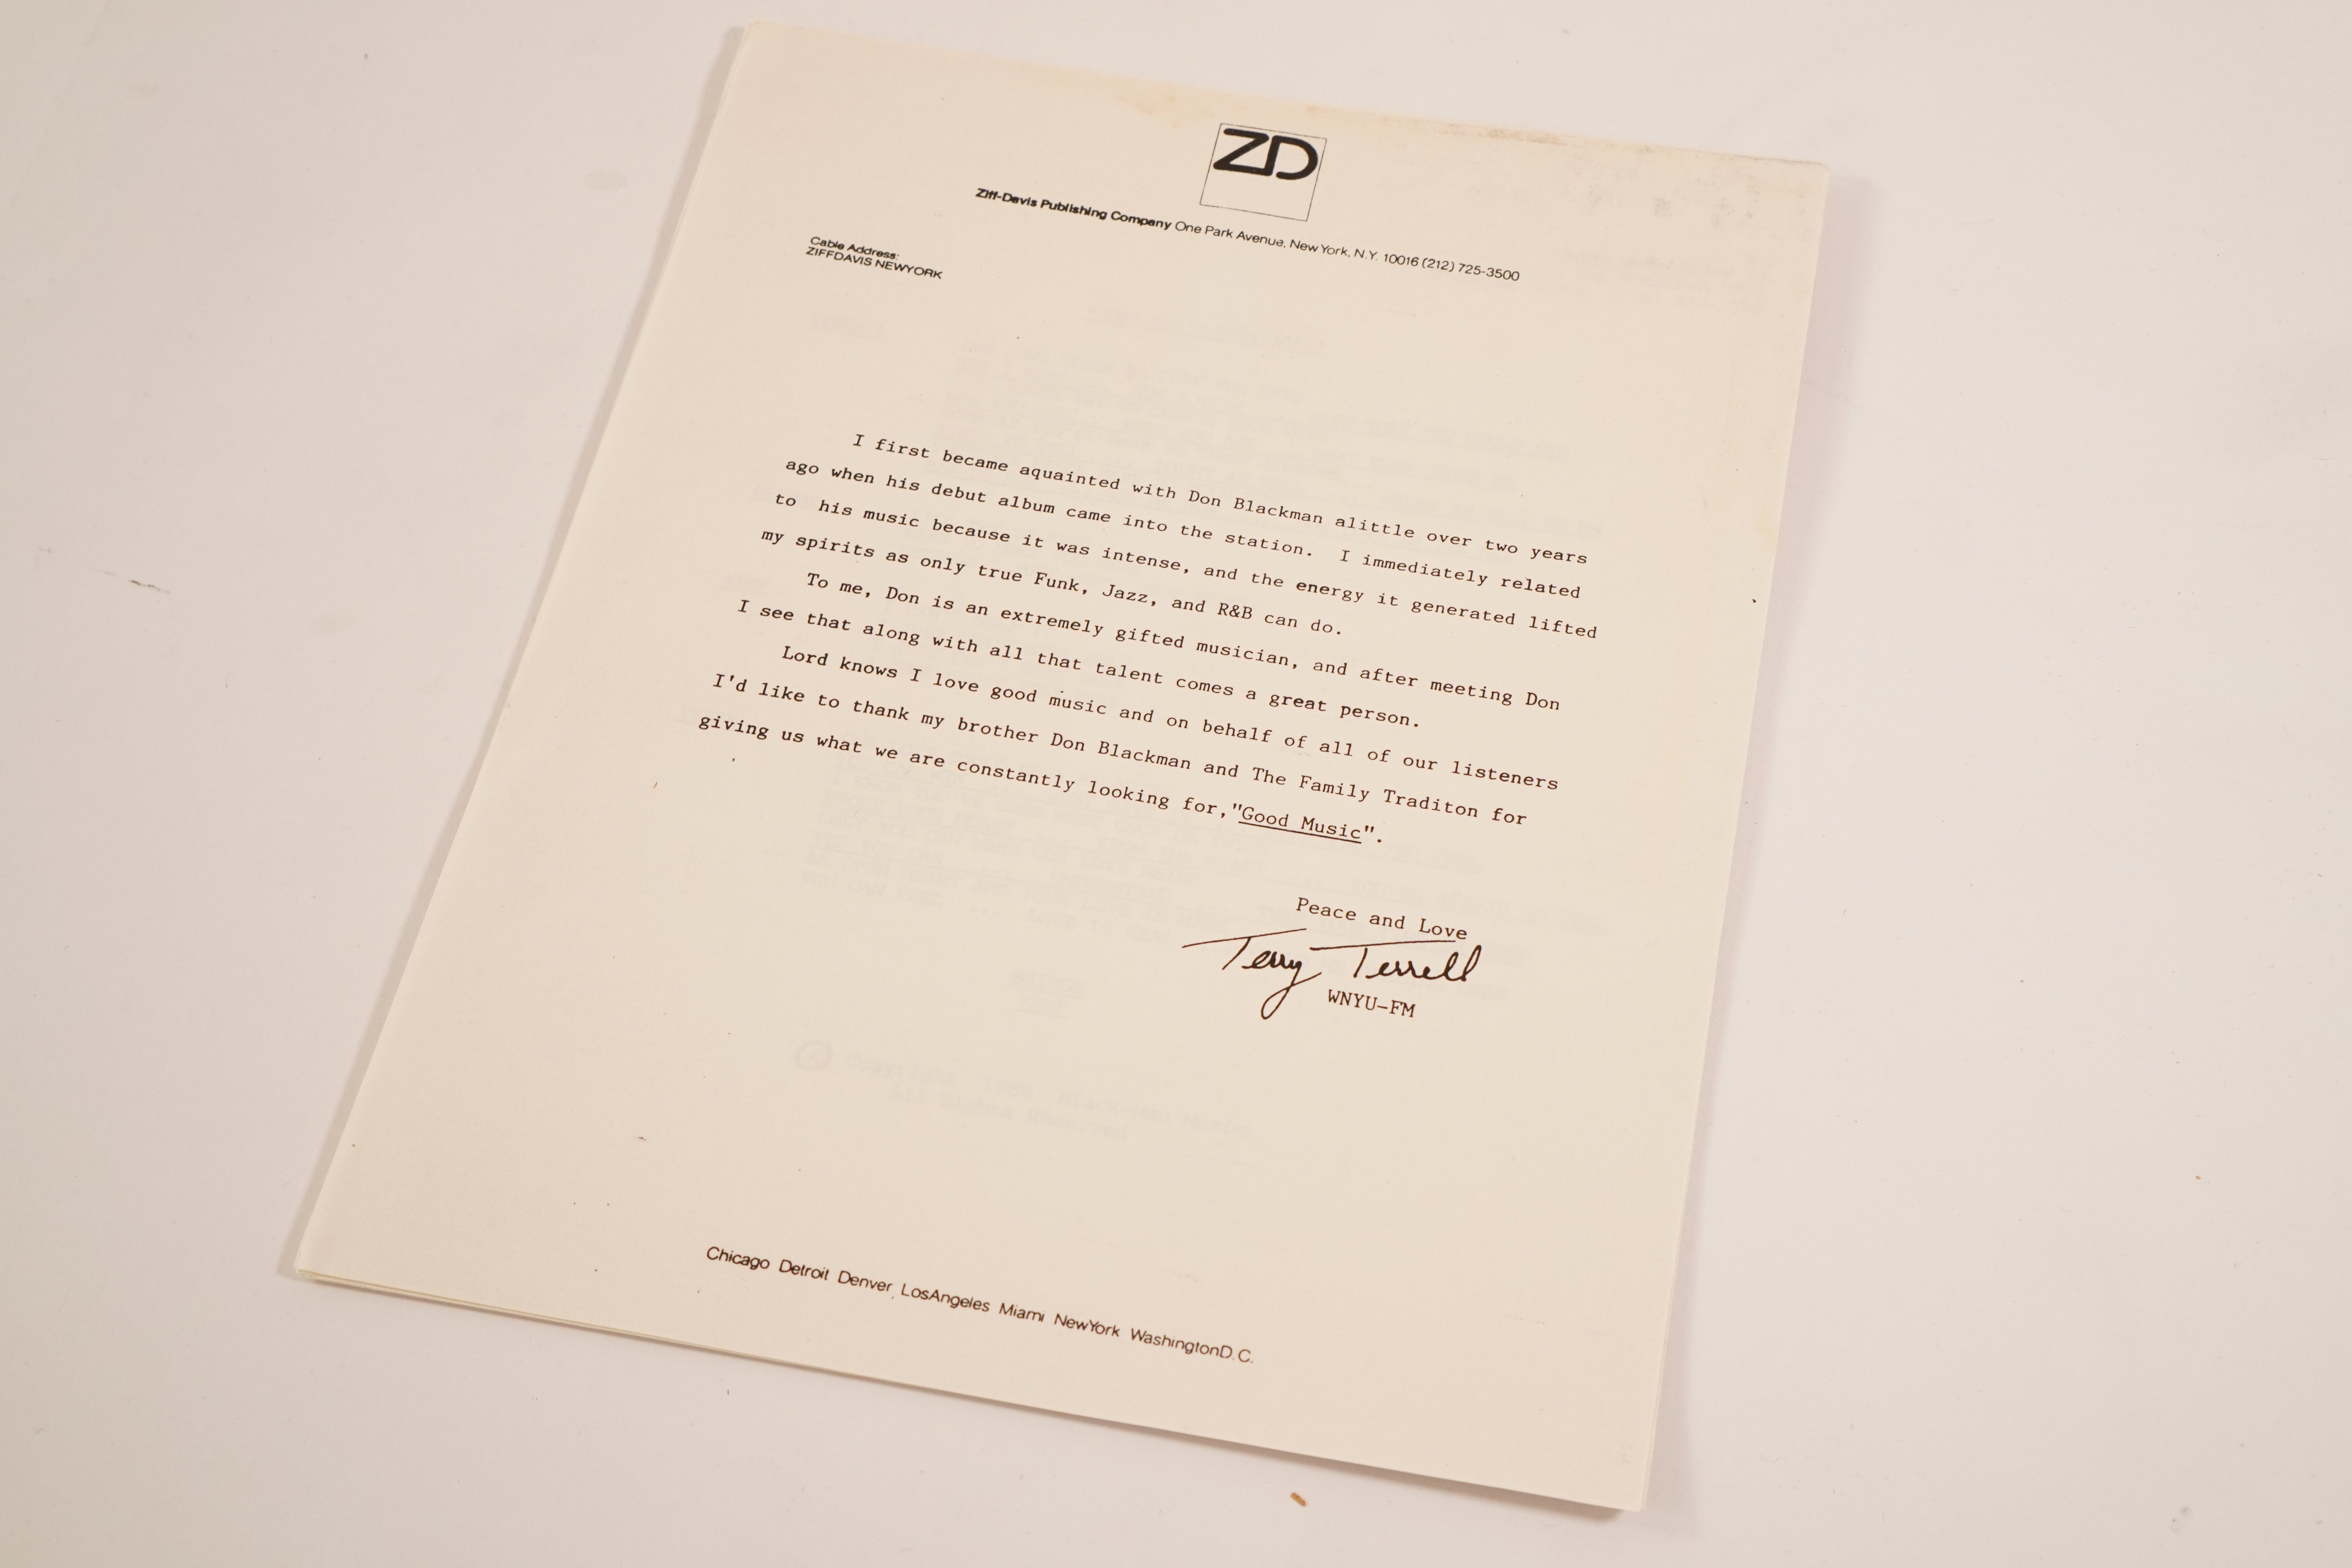 ZD
Ziff-Davis Publishing Company One Park Avenue, New York, N.Y. 10016 (212) 725-3500
Cable Address:
ZIFFDAVIS NEWYORK
I first became aquainted with Don Blackman alittle over two years
ago when his debut album came into the station.  I immediately related
to  his music because it was intense, and the energy it generated lifted
my spirits as only true Funk, Jazz, and R&B can do.
To me, Don is an extremely gifted musician, and after meeting Don
I see that along with all that talent comes a great person.
Lord knows I love good music and on behalf of all of our listeners
I'd like to thank my brother Don Blackman and The Family Traditon for
giving us what we are constantly looking for,"Good Music".
Peace and Love
Terry Terrell
WNYU-FM
Chicago Detroit Denver LosAngeles Miami NewYork WashingtonD.C.